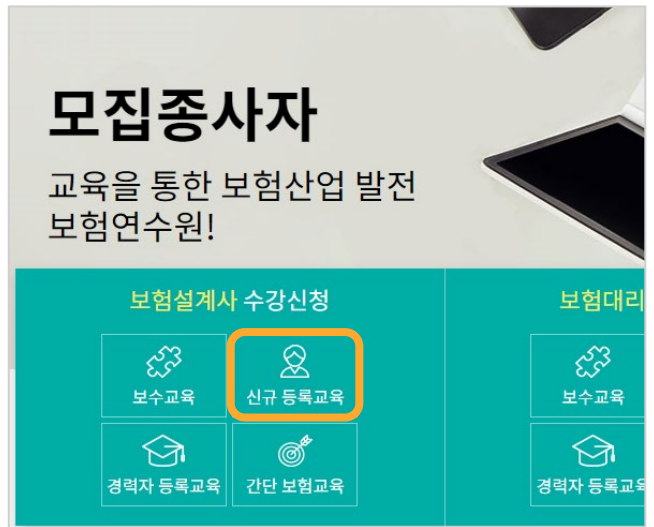 모집종사자
교육을 통한 보험산업 발전
보험연수원!
보험설계사 수강신청
보수교육
신규 등록교육
경력자 등록교육
간단 보험교육
보험대리
보수교육
경력자 등록교육